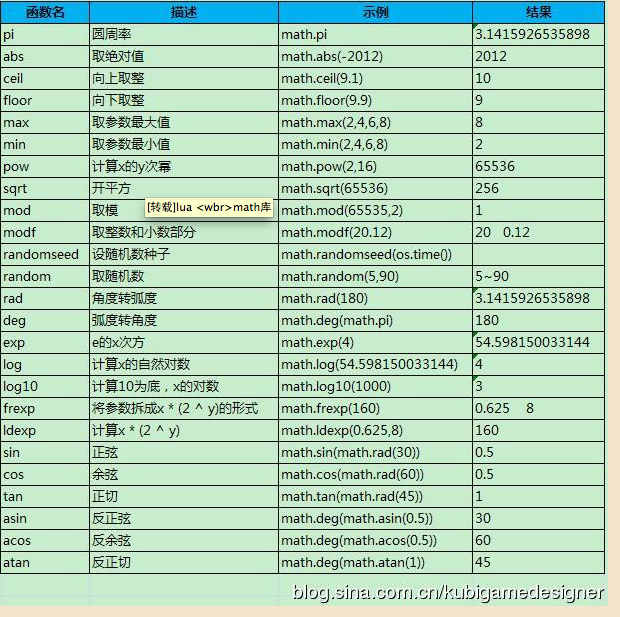 函数名 描述 示例 结果
pi 圆周率 math.pi 3.1415926535898
abs 取绝对值 math.abs(-2012) 2012
ceil 向上取整 math.ceil(9.1) 10
floor 向下取整 math.floor(9.9) 9
max 取参数最大值 math.max(2,4,6,8) 8
min 取参数最小值 math.min(2,4,6,8) 2
pow 计算x的y次幂 math.pow(2,16) 65536
sqrt 开平方 math.sqrt(65536) 256
[转载]lua <wbr>math库
mod 取模 math.mod(65535,2) 1
modf 取整数和小数部分 math.modf(20.12) 20 0.12
randomseed 设随机数种子 math.randomseed(os.time())
random 取随机数 math.random(5,90) 5~90
rad 角度转弧度 math.rad(180) 3.1415926535898
deg 弧度转角度 math.deg(math.pi) 180
exp e的x次方 math.exp(4) 54.598150033144
log 计算x的自然对数 math.log(54.598150033144) 4
log10 计算10为底，x的对数 math.log10(1000) 3
frexp 将参数拆成x * (2 ^ y)的形式 math.frexp(160) 0.625 8
ldexp 计算x * (2 ^ y) math.ldexp(0.625,8) 160
sin 正弦 math.sin(math.rad(30)) 0.5
cos 余弦 math.cos(math.rad(60)) 0.5
tan 正切 math.tan(math.rad(45)) 1
asin 反正弦 math.deg(math.asin(0.5)) 30
acos 反余弦 math.deg(math.acos(0.5)) 60
atan 反正切 math.deg(math.atan(1)) 45
blog.sina.com.cn/kubigamedesigner